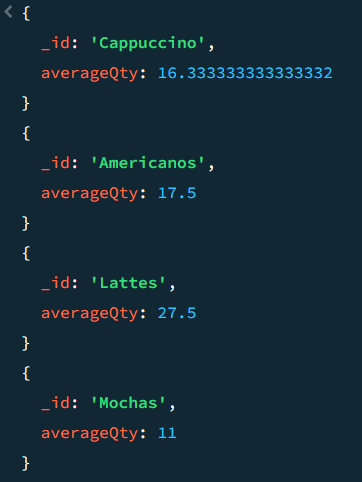 {
_id: 'Cappuccino',
averageQty: 16.333333333333332
}
{
_id: 'Americanos',
averageQty: 17.5
}
{
_id: 'Lattes',
averageQty: 27.5
}
{
_id: 'Mochas',
averageQty: 11
}